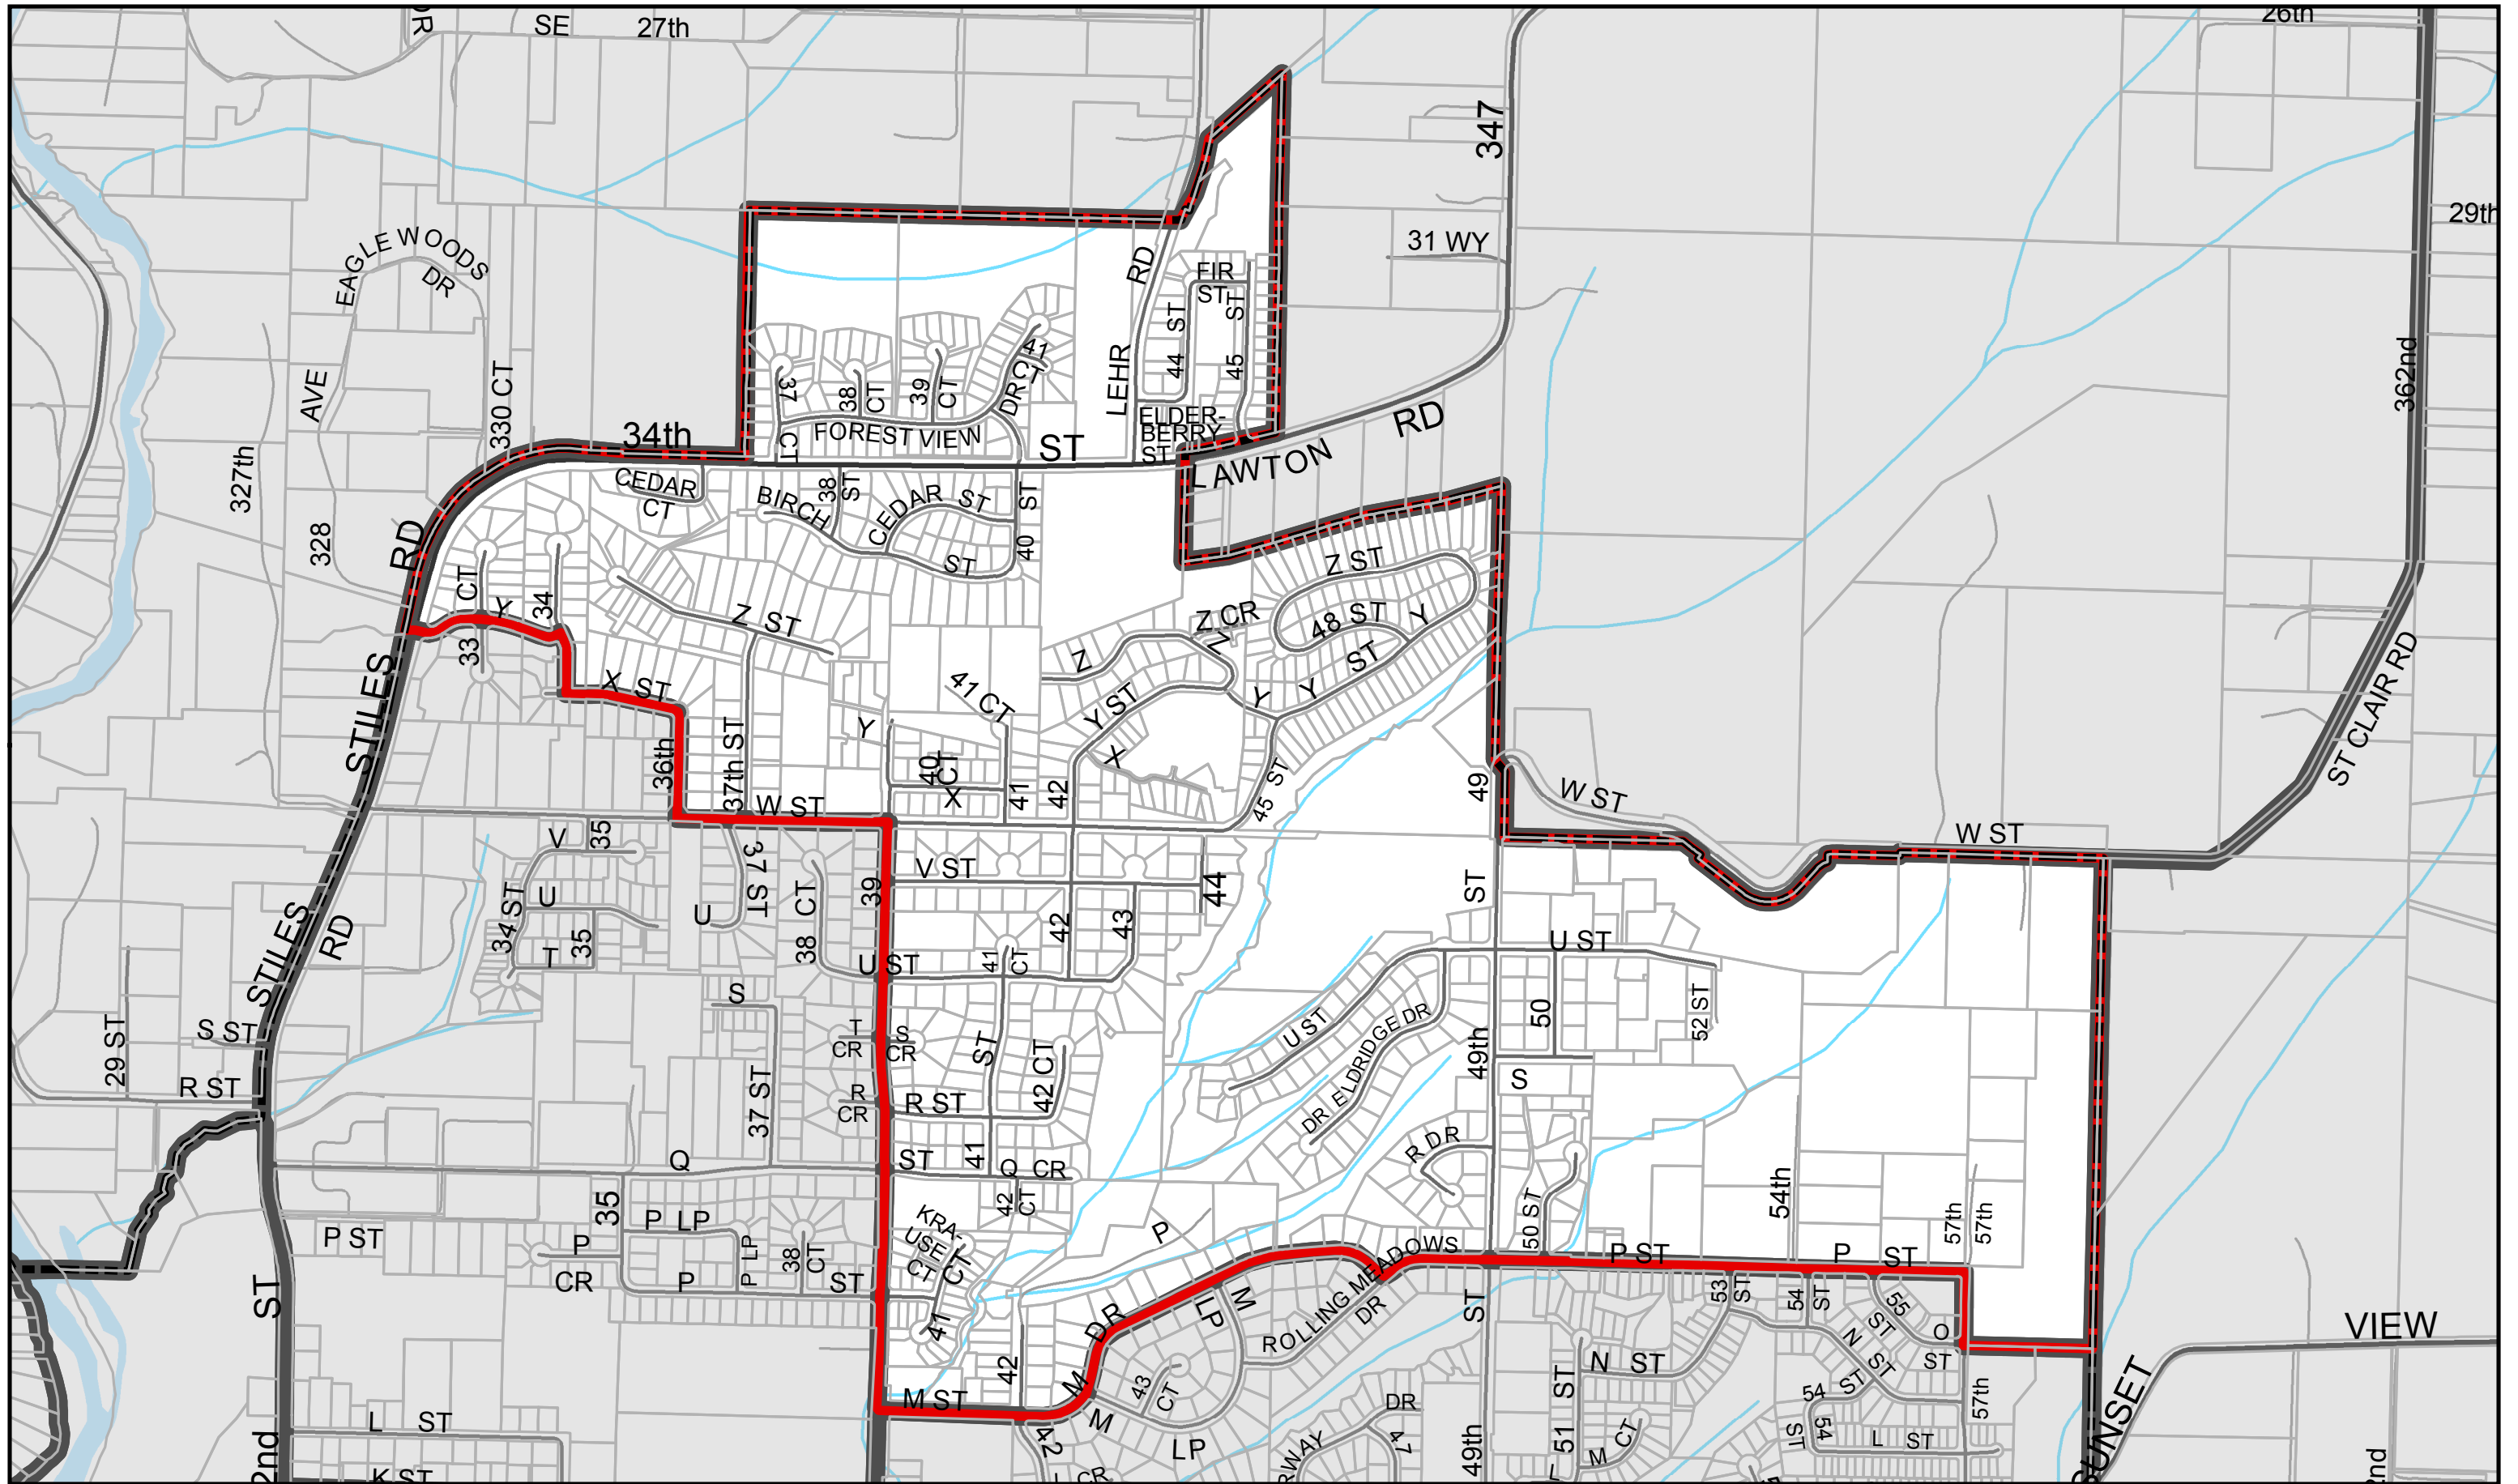 SE 27th
26th
347
29th
31 WY
EAGLE WOODS
DR
RD
FIR
ST
44 ST
45 ST
LEHR
362nd
AVE
330 CT
37
CT
38
CT
39
CT
41
CT
DR
ELDER-
BERRY
ST
FOREST VIEW
34th
ST
LAWTON
RD
327th
328
RD
CEDAR
CT
BIRCH
38
ST
CEDAR ST
40 ST
ST
Z ST
48 ST
Y
CT
Y
34
33
Z ST
Z CR
Z
Z
ST
STILES
X ST
41 CT
Y ST
Y
Y
Y
X
ST CLAIR RD
36th
37th ST
40
CT
X
41
42
45 ST
49
W ST
W ST
W ST
V
35
37 ST
CT
39
V ST
44
ST
34 ST
U
U
38
42
43
STILES
RD
T
35
U ST
41
CT
U ST
S
50
52 ST
29 ST
S ST
T
CR
S
CR
ST
42 CT
U ST
DR ELDRIDGE DR
49th
S
R ST
37 ST
R
CR
R ST
41
R DR
Q
ST
Q CR
42
CT
50 ST
54th
57th
57th
35
P LP
P LP
P ST
P
CR
P
38
CT
ST
KRA-
USE
CT
CT
41
P
P ST
P ST
ROLLING MEADOWS
DR
ST
DR
M
LP
ST
53
ST
54
ST
55
ST
O
ST
VIEW
42
M ST
M
43
CT
M
LP
N ST
N ST
51 ST
54 ST
54
ST
57th
L ST
L ST
K ST
2nd
42
CR
DR
47
49th
M CT
L
SUNSET
2nd